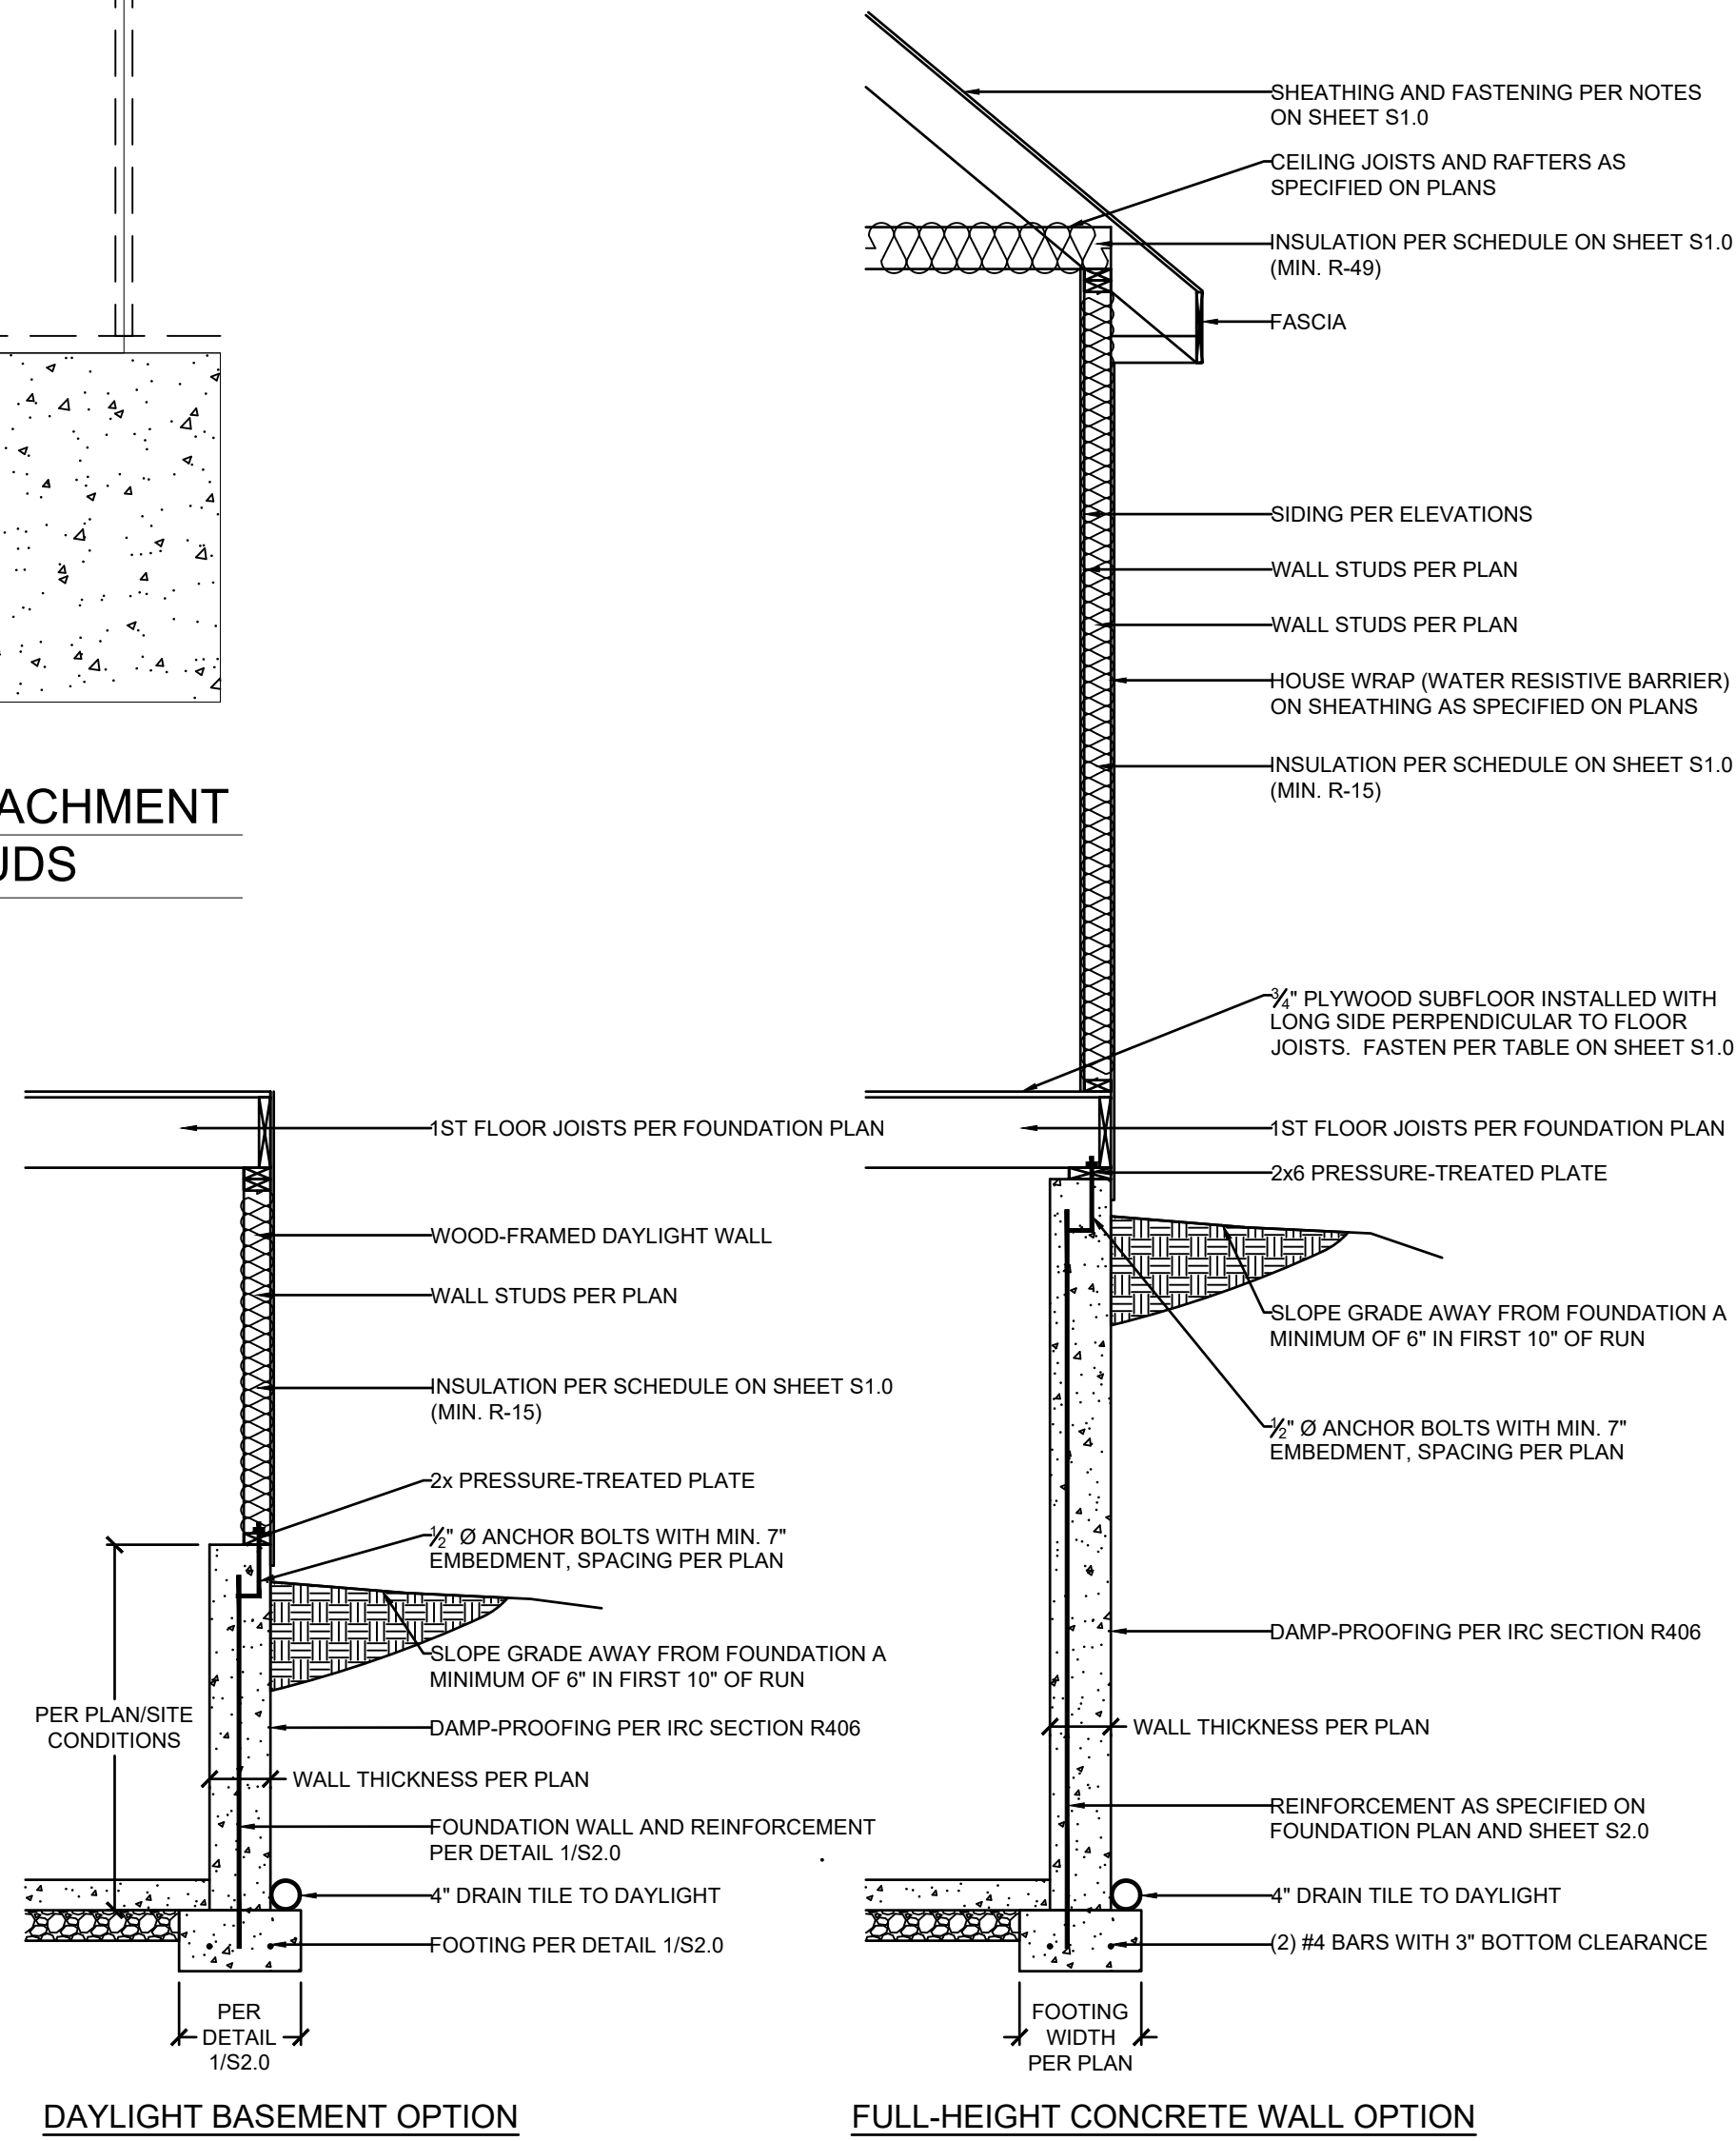 ACHMENT
UDS
SHEATHING AND FASTENING PER NOTES
ON SHEET S1.0
CEILING JOISTS AND RAFTERS AS
SPECIFIED ON PLANS
INSULATION PER SCHEDULE ON SHEET S1.0
(MIN. R-49)
FASCIA
SIDING PER ELEVATIONS
WALL STUDS PER PLAN
WALL STUDS PER PLAN
HOUSE WRAP (WATER RESISTIVE BARRIER)
ON SHEATHING AS SPECIFIED ON PLANS
INSULATION PER SCHEDULE ON SHEET S1.0
(MIN. R-15)
3/4" PLYWOOD SUBFLOOR INSTALLED WITH
LONG SIDE PERPENDICULAR TO FLOOR
JOISTS.  FASTEN PER TABLE ON SHEET S1.0
1ST FLOOR JOISTS PER FOUNDATION PLAN
2x6 PRESSURE-TREATED PLATE
SLOPE GRADE AWAY FROM FOUNDATION A
MINIMUM OF 6" IN FIRST 10" OF RUN
1/2" Ø ANCHOR BOLTS WITH MIN. 7"
EMBEDMENT, SPACING PER PLAN
DAMP-PROOFING PER IRC SECTION R406
WALL THICKNESS PER PLAN
REINFORCEMENT AS SPECIFIED ON
FOUNDATION PLAN AND SHEET S2.0
4" DRAIN TILE TO DAYLIGHT
(2) #4 BARS WITH 3" BOTTOM CLEARANCE
FOOTING
WIDTH
PER PLAN
FULL-HEIGHT CONCRETE WALL OPTION
1ST FLOOR JOISTS PER FOUNDATION PLAN
WOOD-FRAMED DAYLIGHT WALL
WALL STUDS PER PLAN
INSULATION PER SCHEDULE ON SHEET S1.0
(MIN. R-15)
2x PRESSURE-TREATED PLATE
1/2" Ø ANCHOR BOLTS WITH MIN. 7"
EMBEDMENT, SPACING PER PLAN
SLOPE GRADE AWAY FROM FOUNDATION A
MINIMUM OF 6" IN FIRST 10" OF RUN
PER PLAN/SITE
CONDITIONS
DAMP-PROOFING PER IRC SECTION R406
WALL THICKNESS PER PLAN
FOUNDATION WALL AND REINFORCEMENT
PER DETAIL 1/S2.0
4" DRAIN TILE TO DAYLIGHT
FOOTING PER DETAIL 1/S2.0
PER
DETAIL
1/S2.0
DAYLIGHT BASEMENT OPTION